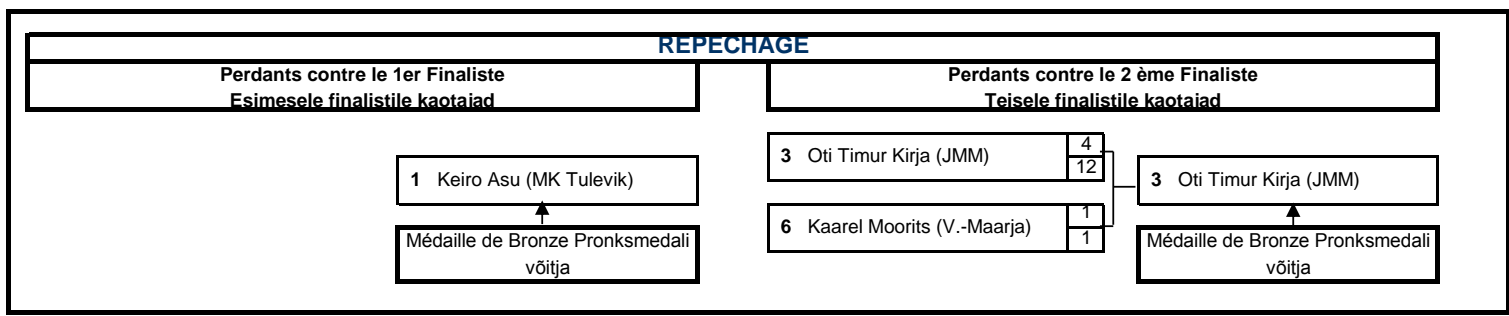 REPECHAGE
Perdants contre le 1er Finaliste
Esimesele finalistile kaotajad
Perdants contre le 2 ème Finaliste
Teisele finalistile kaotajad
1 Keiro Asu (MK Tulevik)
Médaille de Bronze Pronksmedali
võitja
3 Oti Timur Kirja (JMM)
4
12
6 Kaarel Moorits (V.-Maarja)
1
1
3 Oti Timur Kirja (JMM)
Médaille de Bronze Pronksmedali
võitja